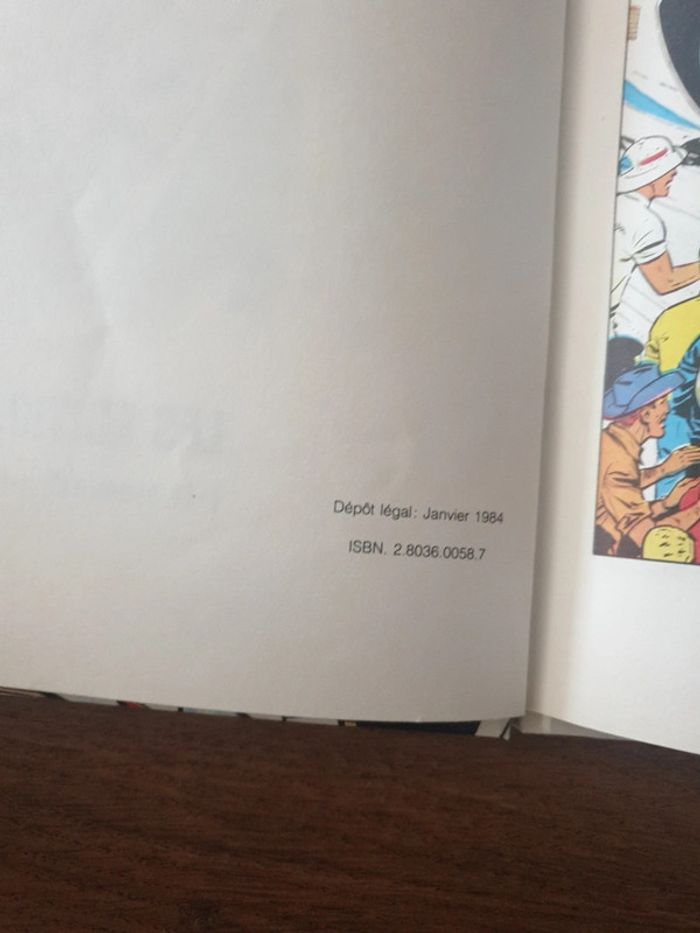 Dépôt légal: Janvier 1984
ISBN. 2.8036.0058.7